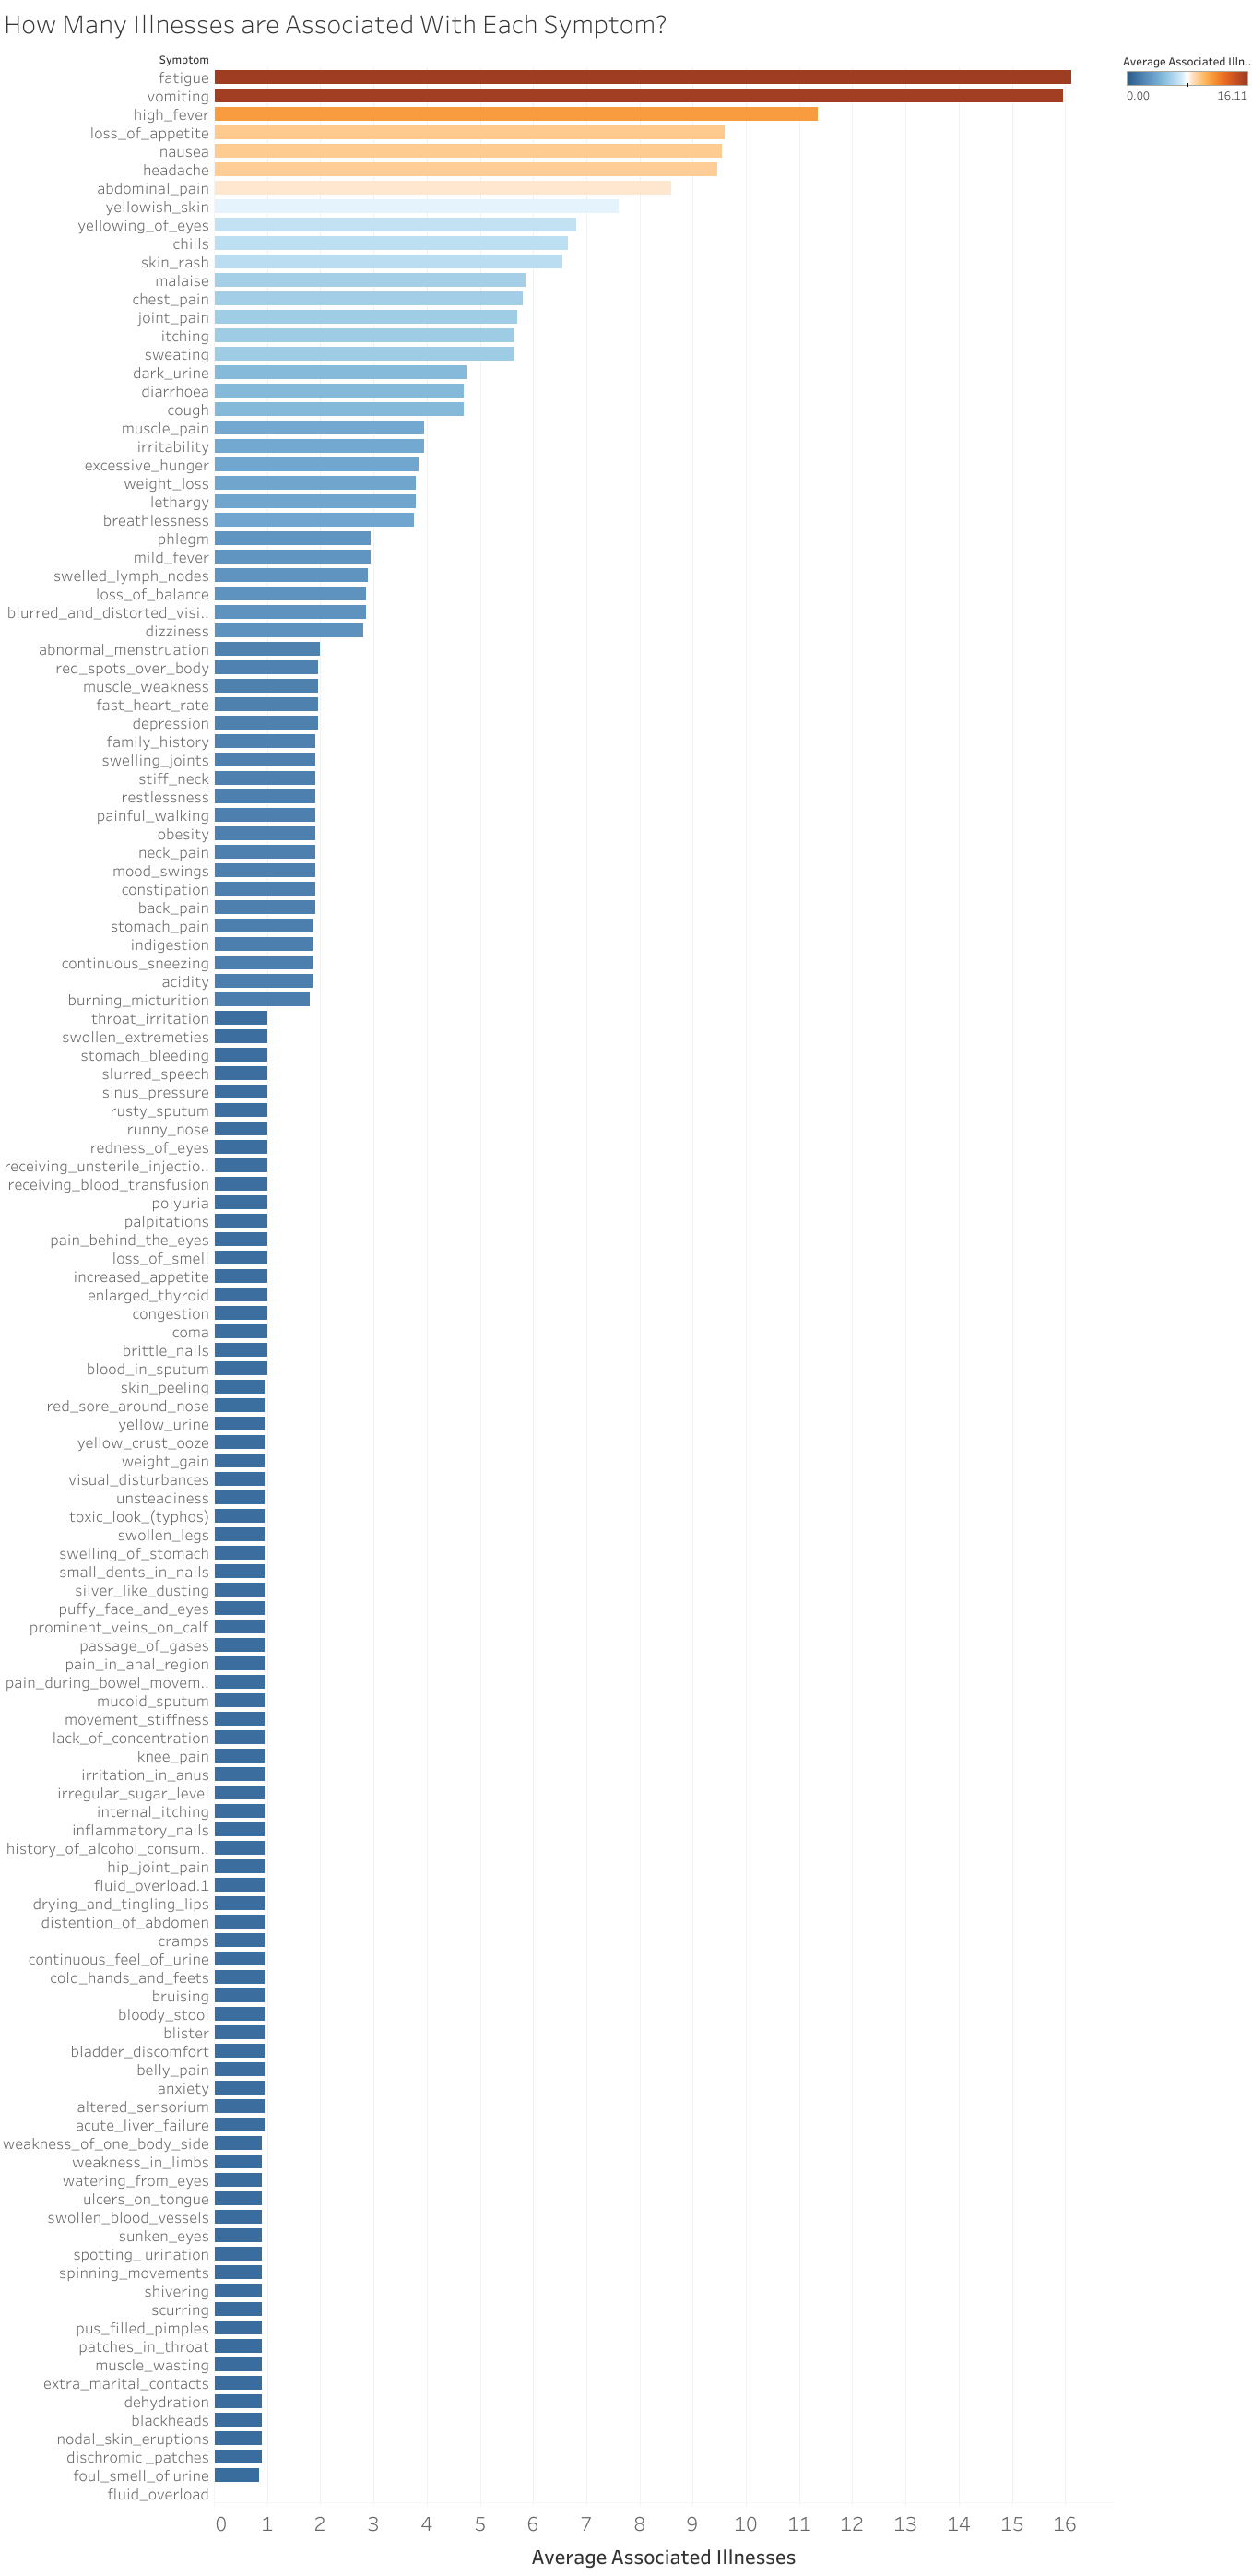 How Many Illnesses are Associated With Each Symptom?
Symptom
Average Associated Illn..
0.00 16.11
fatigue
vomiting
high_fever
loss_of_appetite
nausea
headache
abdominal_pain
yellowish_skin
yellowing_of_eyes
chills
skin_rash
malaise
chest_pain
joint_pain
itching
sweating
dark_urine
diarrhoea
cough
muscle_pain
irritability
excessive_hunger
weight_loss
lethargy
breathlessness
phlegm
mild_fever
swelled_lymph_nodes
loss_of_balance
blurred_and_distorted_visi..
dizziness
abnormal_menstruation
red_spots_over_body
muscle_weakness
fast_heart_rate
depression
family_history
swelling_joints
stiff_neck
restlessness
painful_walking
obesity
neck_pain
mood_swings
constipation
back_pain
stomach_pain
indigestion
continuous_sneezing
acidity
burning_micturition
throat_irritation
swollen_extremeties
stomach_bleeding
slurred_speech
sinus_pressure
rusty_sputum
runny_nose
redness_of_eyes
receiving_unsterile_injectio..
receiving_blood_transfusion
polyuria
palpitations
pain_behind_the_eyes
loss_of_smell
increased_appetite
enlarged_thyroid
congestion
coma
brittle_nails
blood_in_sputum
skin_peeling
red_sore_around_nose
yellow_urine
yellow_crust_ooze
weight_gain
visual_disturbances
unsteadiness
toxic_look_(typhos)
swollen_legs
swelling_of_stomach
small_dents_in_nails
silver_like_dusting
puffy_face_and_eyes
prominent_veins_on_calf
passage_of_gases
pain_in_anal_region
pain_during_bowel_movem..
mucoid_sputum
movement_stiffness
lack_of_concentration
knee_pain
irritation_in_anus
irregular_sugar_level
internal_itching
inflammatory_nails
history_of_alcohol_consum..
hip_joint_pain
fluid_overload.1
drying_and_tingling_lips
distention_of_abdomen
cramps
continuous_feel_of_urine
cold_hands_and_feets
bruising
bloody_stool
blister
bladder_discomfort
belly_pain
anxiety
altered_sensorium
acute_liver_failure
weakness_of_one_body_side
weakness_in_limbs
watering_from_eyes
ulcers_on_tongue
swollen_blood_vessels
sunken_eyes
spotting_ urination
spinning_movements
shivering
scurring
pus_filled_pimples
patches_in_throat
muscle_wasting
extra_marital_contacts
dehydration
blackheads
nodal_skin_eruptions
dischromic _patches
foul_smell_of urine
fluid_overload
0 1 2 3 4 5 6 7 8 9 10 11 12 13 14 15 16
Average Associated Illnesses